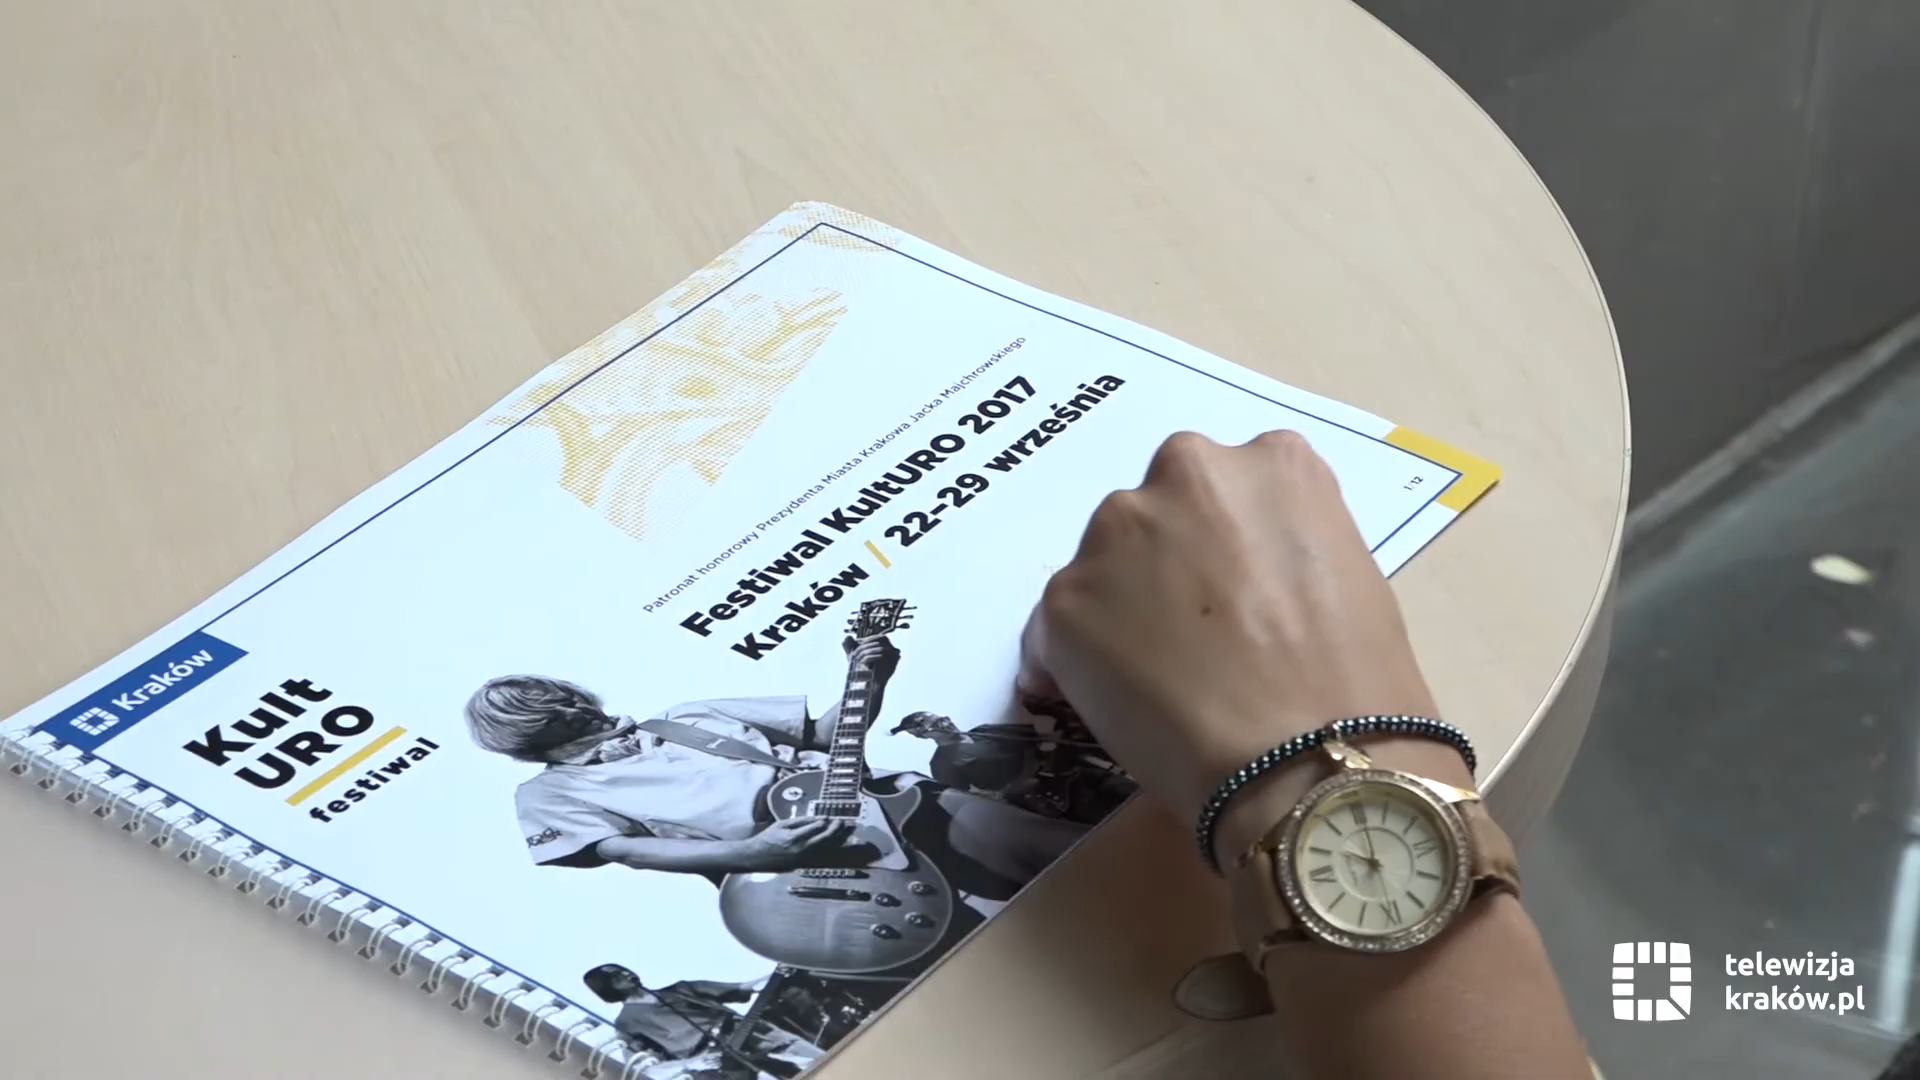 Patronat honorowy Prezydenta Miasta Krakowa Jacka Majchrowskiego
Festiwal KultURO 2017
Kraków / 22-29 września
1.12
Kraków
Kult
URO
festiwal
telewizja
kraków.pl